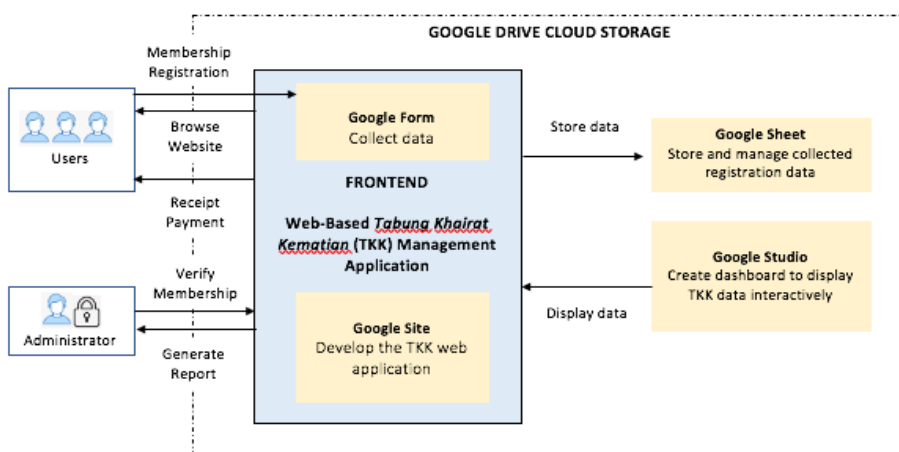 GOOGLE DRIVE CLOUD STORAGE
Membership
Registration
Users
Browse
Website
Receipt
Payment
Google Form
Collect data
FRONTEND
Web-Based Tabung Khairat
Kematian (TKK) Management
Application
Google Site
Develop the TKK web
application
Verify
Membership
Administrator
Generate
Report
Store data
Google Sheet
Store and manage collected
registration data
Google Studio
Create dashboard to display
TKK data interactively
Display data